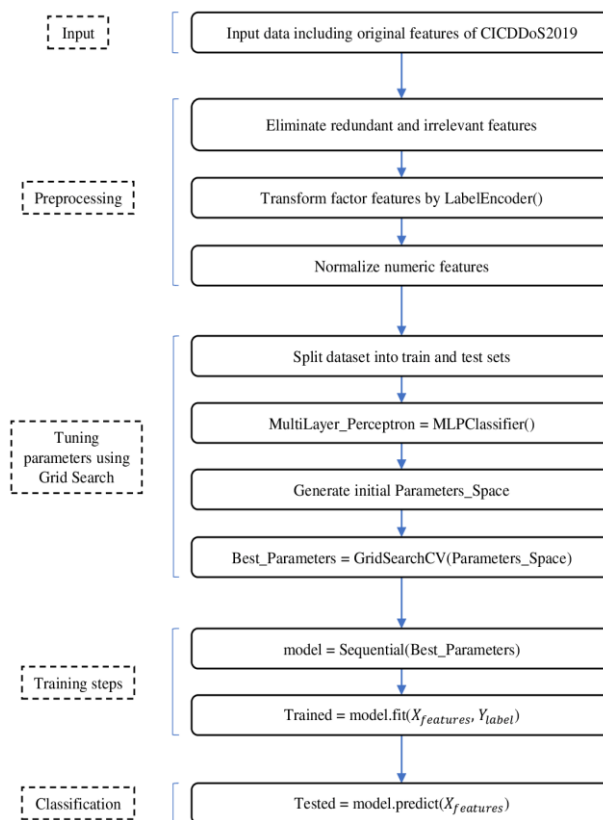 Input
Input data including original features of CICDDoS2019
Preprocessing
Eliminate redundant and irrelevant features
Transform factor features by LabelEncoder()
Normalize numeric features
Tuning
parameters using
Grid Search
Split dataset into train and test sets
MultiLayer_Perceptron = MLPClassifier()
Generate initial Parameters_Space
Best_Parameters = GridSearchCV(Parameters_Space)
Training steps
model = Sequential(Best_Parameters)
Trained = model.fit(X_features, Y_label)
Classification
Tested = model.predict(X_features)